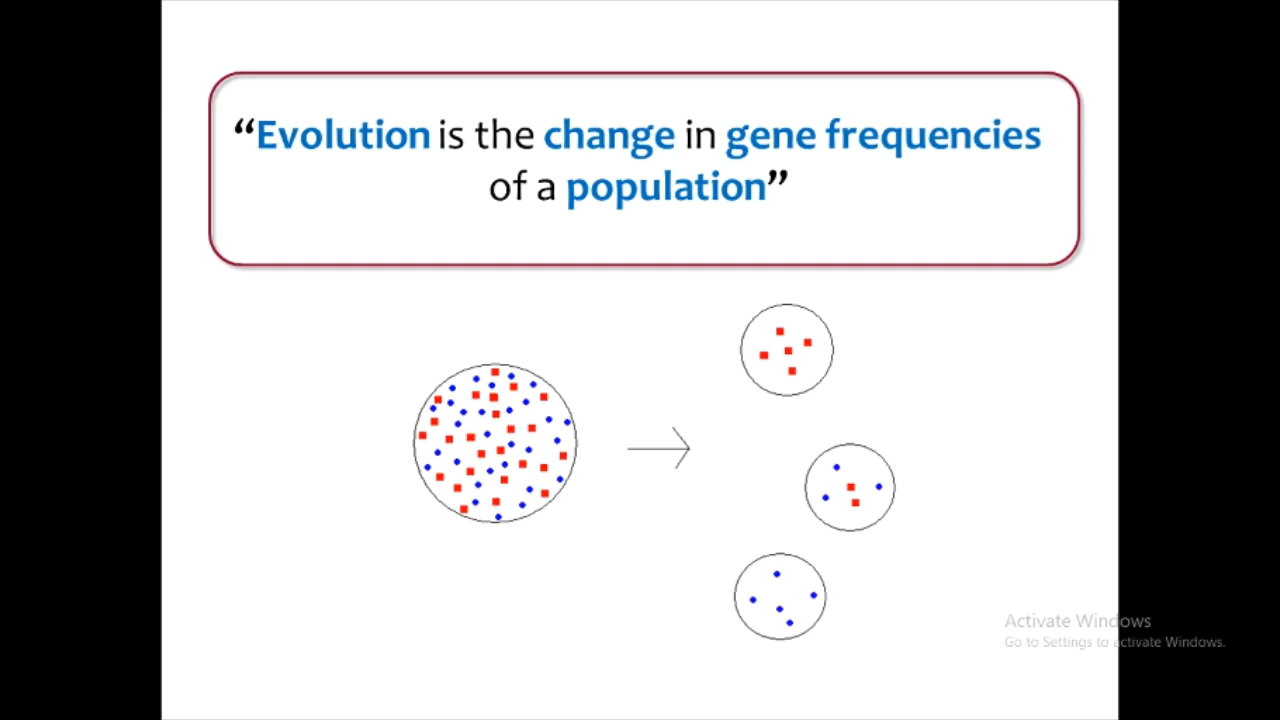 “Evolution is the change in gene frequencies
of a population”
Activate Windows
Go to Settings to activate Windows.